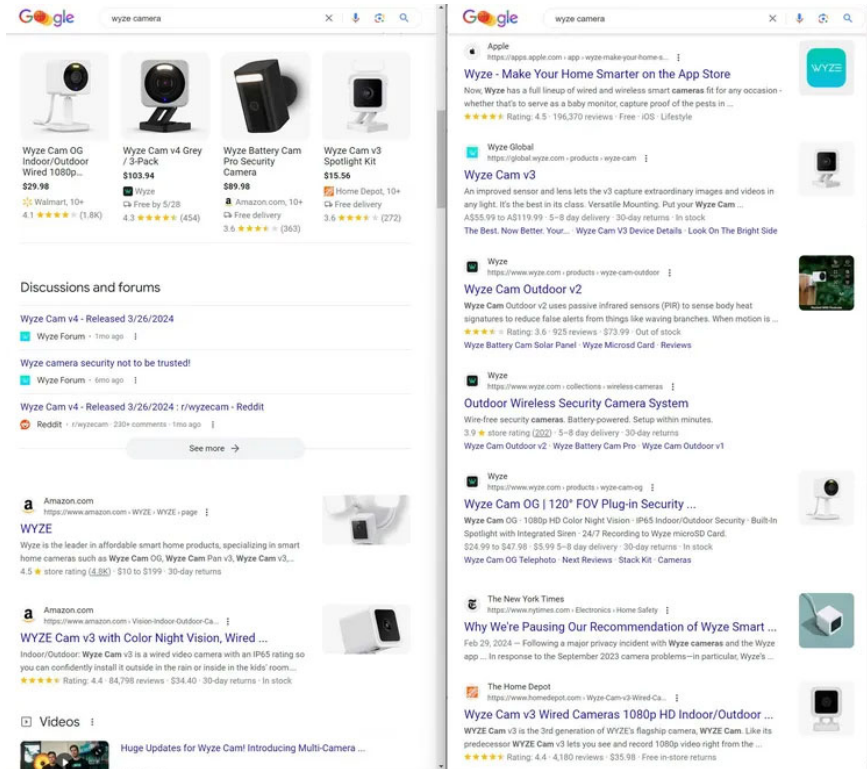 Google
wyze camera
Wyze Cam OG
Indoor/Outdoor
Wired 1080p...
$29.98
Walmart, 10+
4.1 (1.8K)
Wyze Cam v4 Grey
/ 3-Pack
$103.94
Wyze
Free by 5/28
4.3 (454)
Wyze Battery Cam
Pro Security
Camera
$89.98
Amazon.com, 10+
Free delivery
3.6 (363)
Wyze Cam v3
Spotlight Kit
$15.56
Home Depot, 10+
Free delivery
3.6 (272)
Discussions and forums
Wyze Cam v4 - Released 3/26/2024
Wyze Forum · 1mo ago
Wyze camera security not to be trusted!
Wyze Forum · 6mo ago
Wyze Cam v4 - Released 3/26/2024 : r/wyzecam - Reddit
Reddit · r/wyzecam · 230+ comments · 1mo ago
See more →
Amazon.com
https://www.amazon.com › WYZE › WYZE › page
WYZE
Wyze is the leader in affordable smart home products, specializing in smart
home cameras such as Wyze Cam OG, Wyze Cam Pan v3, Wyze Cam v3,...
4.5 ★ store rating (4.8K) · $10 to $199 · 30-day returns
Amazon.com
https://www.amazon.com › Vision-Indoor-Outdoor-Ca...
WYZE Cam v3 with Color Night Vision, Wired ...
Indoor/Outdoor: Wyze Cam v3 is a wired video camera with an IP65 rating so
you can confidently install it outside in the rain or inside in the kids' room....
Rating: 4.4 · 84,798 reviews · $34.40 · 30-day returns · In stock
Videos
Huge Updates for Wyze Cam! Introducing Multi-Camera ...
Google
wyze camera
Apple
https://apps.apple.com › app › wyze-make-your-home-s...
Wyze - Make Your Home Smarter on the App Store
Now, Wyze has a full lineup of wired and wireless smart cameras fit for any occasion -
whether that's to serve as a baby monitor, capture proof of the pests in ...
Rating: 4.5 · 196,370 reviews · Free · iOS · Lifestyle
WYZE
Wyze Global
https://global.wyze.com › products › wyze-cam
Wyze Cam v3
An improved sensor and lens lets the v3 capture extraordinary images and videos in
any light. It's the best in its class. Versatile Mounting. Put your Wyze Cam ...
A$55.99 to A$119.99 · 5–8 day delivery · 30-day returns · In stock
The Best. Now Better. Your... · Wyze Cam V3 Device Details · Look On The Bright Side
Wyze
https://www.wyze.com › products › wyze-cam-outdoor
Wyze Cam Outdoor v2
Wyze Cam Outdoor v2 uses passive infrared sensors (PIR) to sense body heat
signatures to reduce false alerts from things like waving branches. When motion is ...
Rating: 3.6 · 925 reviews · $73.99 · Out of stock
Wyze Battery Cam Solar Panel · Wyze Microsd Card · Reviews
Wyze
https://www.wyze.com › collections › wireless-cameras
Outdoor Wireless Security Camera System
Wire-free security cameras. Battery-powered. Setup within minutes.
3.9 ★ store rating (202) · 5–8 day delivery · 30-day returns
Wyze Cam Outdoor v2 · Wyze Battery Cam Pro · Wyze Cam Outdoor v1
Wyze
https://www.wyze.com › products › wyze-cam-og
Wyze Cam OG | 120° FOV Plug-in Security ...
Wyze Cam OG · 1080p HD Color Night Vision · IP65 Indoor/Outdoor Security · Built-In
Spotlight with Integrated Siren · 24/7 Recording to Wyze microSD Card.
$24.99 to $47.98 · $5.99 5–8 day delivery · 30-day returns · In stock
Wyze Cam OG Telephoto · Next Reviews · Stack Kit · Cameras
The New York Times
https://www.nytimes.com › Electronics › Home Safety
Why We're Pausing Our Recommendation of Wyze Smart ...
Feb 29, 2024 — Following a major privacy incident with Wyze cameras and the Wyze
app ... In response to the September 2023 camera problems—in particular, Wyze's ...
The Home Depot
https://www.homedepot.com › Wyze-Cam-v3-Wired-Ca...
Wyze Cam v3 Wired Cameras 1080p HD Indoor/Outdoor ...
WYZE Cam v3 is the 3rd generation of WYZE's flagship camera, WYZE Cam. Like its
predecessor WYZE Cam v3 lets you see and record 1080p video right from the ...
Rating: 4.4 · 4,180 reviews · $35.98 · Free in-store returns